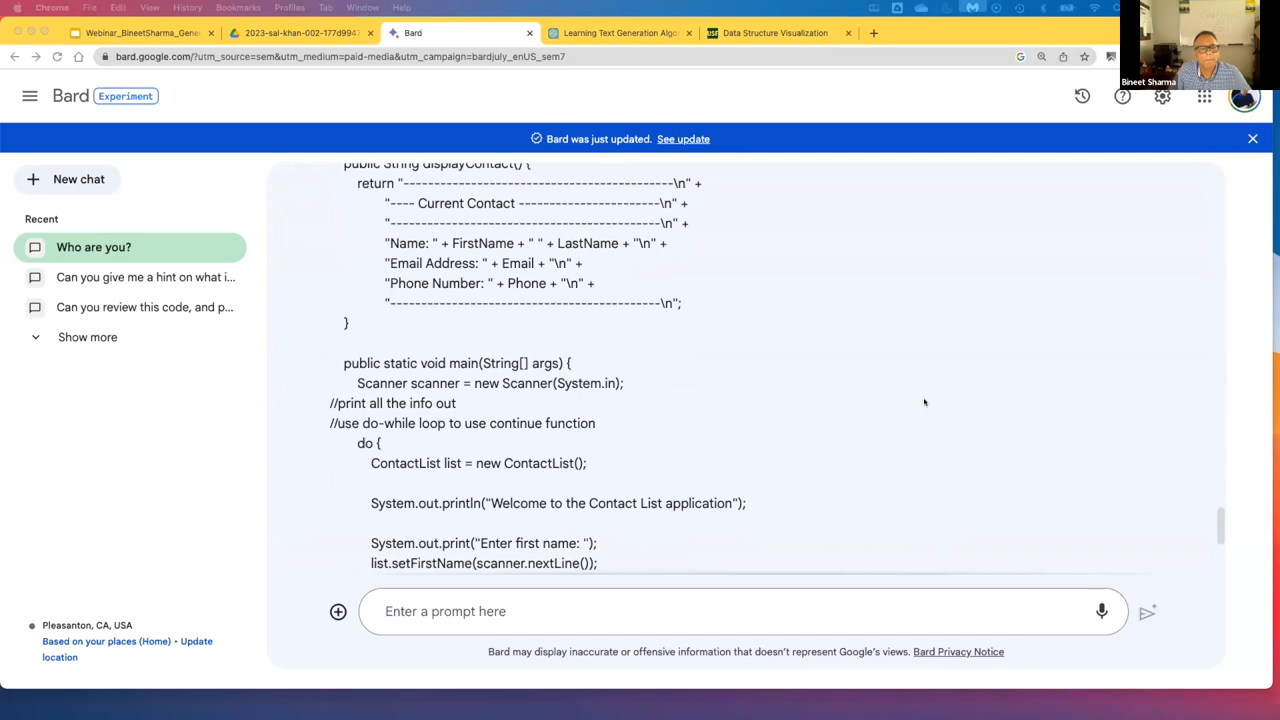 Chrome File Edit View History Bookmarks Profiles Tab Window Help
Webinar_BineetSharma_Gene
2023-sal-khan-002-177d9947
Bard
Learning Text Generation Algo
Data Structure Visualization
bard.google.com/?utm_source=sem&utm_medium=paid-media&utm_campaign=bardjuly_enUS_sem7
Bineet Sharma
Bard Experiment
Bard was just updated. See update
New chat
Recent
Who are you?
Can you give me a hint on what i...
Can you review this code, and p...
Show more
public String displayContact() {
return "--------------------------------------------\n" +
"---- Current Contact -----------------------\n" +
"------------------------------------------\n" +
"Name: " + FirstName + " " + LastName + "\n" +
"Email Address: " + Email + "\n" +
"Phone Number: " + Phone + "\n" +
"------------------------------------------\n";
}
public static void main(String[] args) {
Scanner scanner = new Scanner(System.in);
//print all the info out
//use do-while loop to use continue function
do {
ContactList list = new ContactList();
System.out.println("Welcome to the Contact List application");
System.out.print("Enter first name: ");
list.setFirstName(scanner.nextLine());
Enter a prompt here
Pleasanton, CA, USA
Based on your places (Home) • Update
location
Bard may display inaccurate or offensive information that doesn't represent Google's views. Bard Privacy Notice